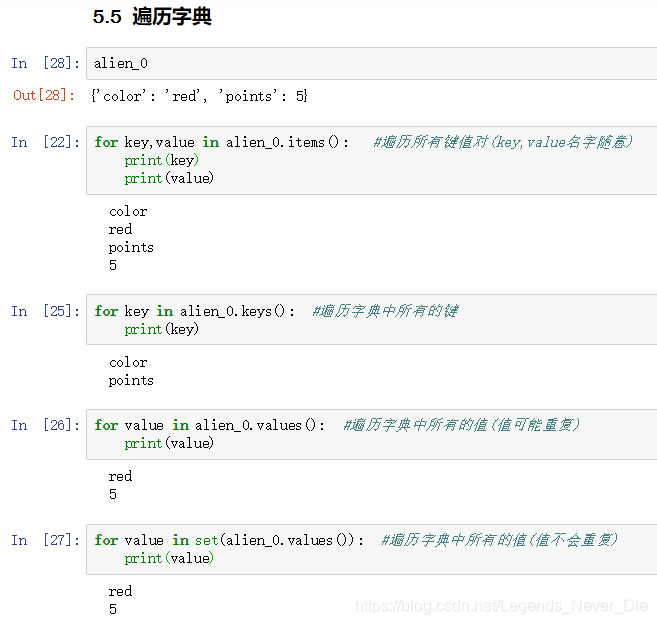 5.5 遍历字典
In [28]: alien_0
Out[28]: {'color': 'red', 'points': 5}
In [22]: for key,value in alien_0.items(): #遍历所有键值对(key,value名字随意)
print(key)
print(value)
color
red
points
5
In [25]: for key in alien_0.keys(): #遍历字典中所有的键
print(key)
color
points
In [26]: for value in alien_0.values(): #遍历字典中所有的值(值可能重复)
print(value)
red
5
In [27]: for value in set(alien_0.values()): #遍历字典中所有的值(值不会重复)
print(value)
red
5
https://blog.csdn.net/Legends_Never_Die